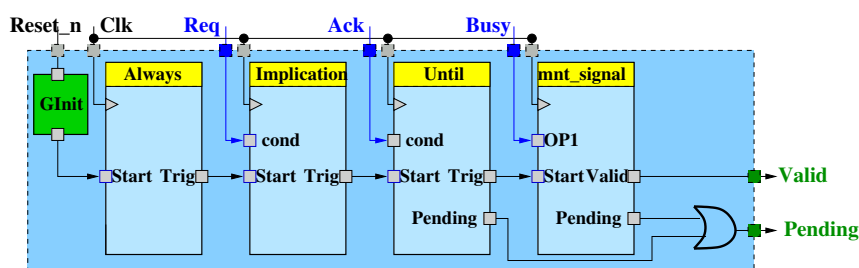 Reset_n Clk Req Ack Busy
Always Implication Until mnt_signal
GInit
cond cond OP1
Start Trig Start Trig Start Trig Start Valid Valid
Pending Pending Pending